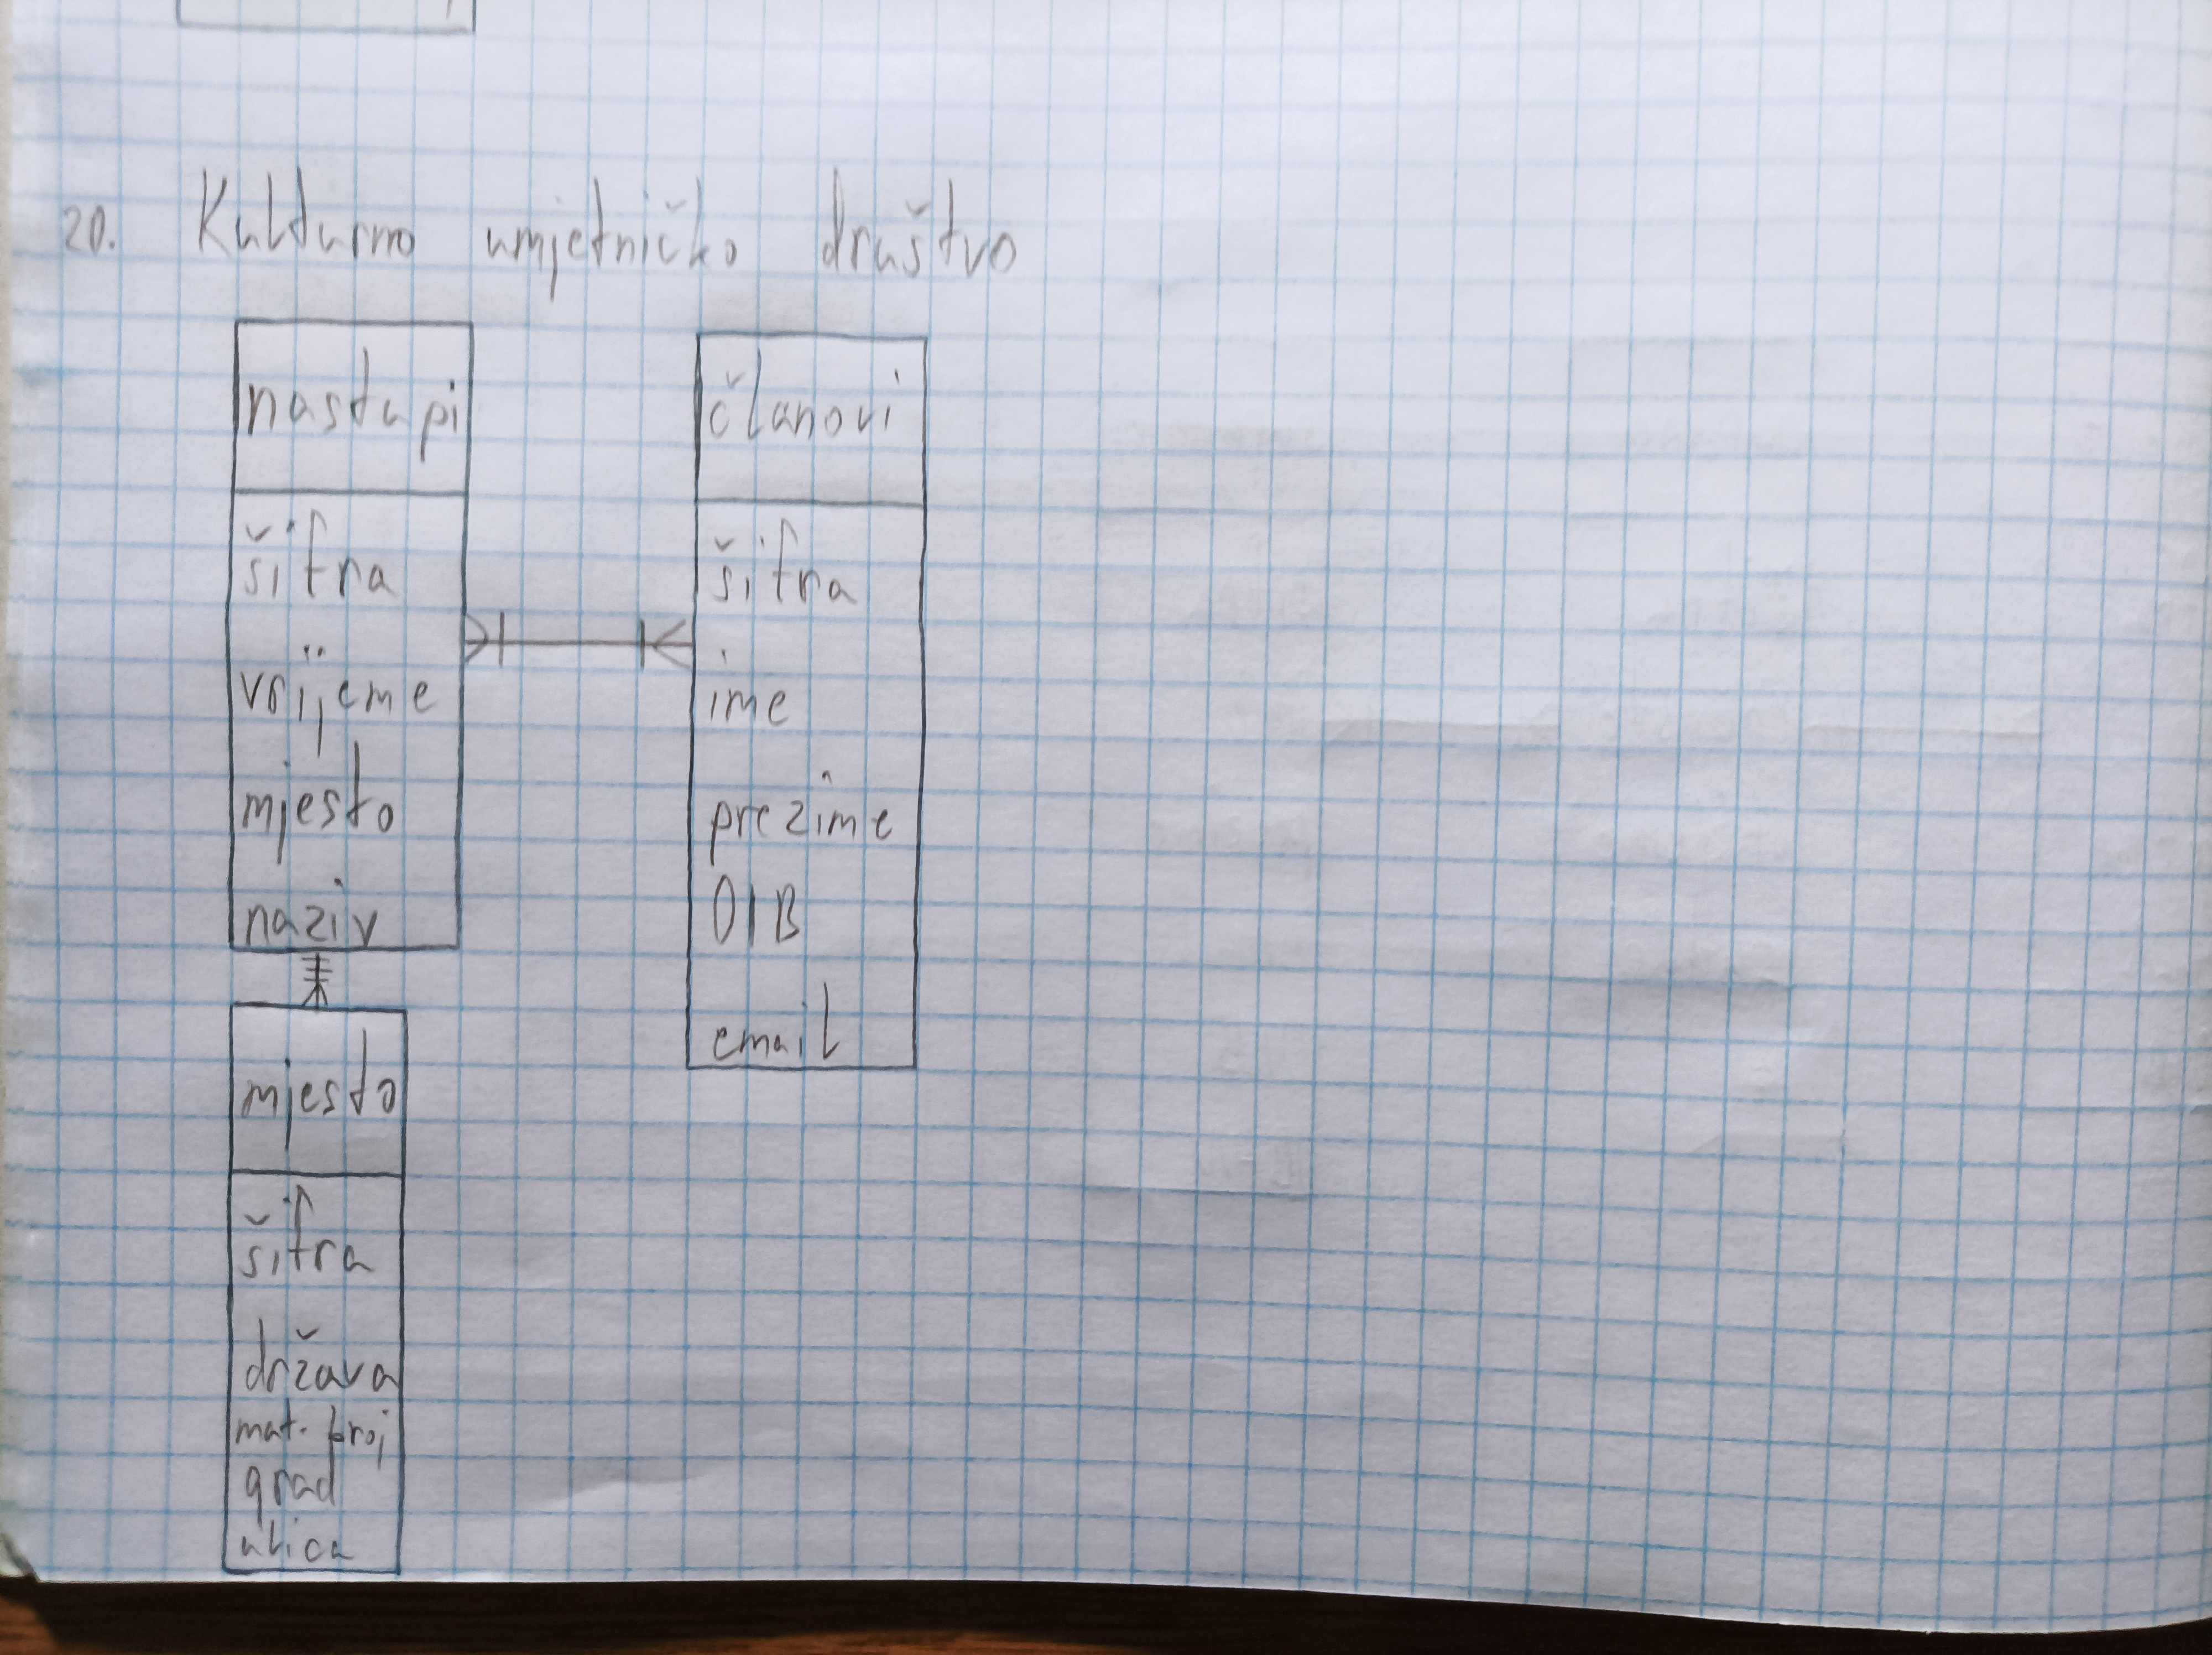 20. Kulturno umjetničko društvo
nastupi
šifra
vrijeme
mjesto
naziv
članovi
šifra
ime
prezime
OIB
email
mjesto
šifra
država
mat. broj
grad
ulica